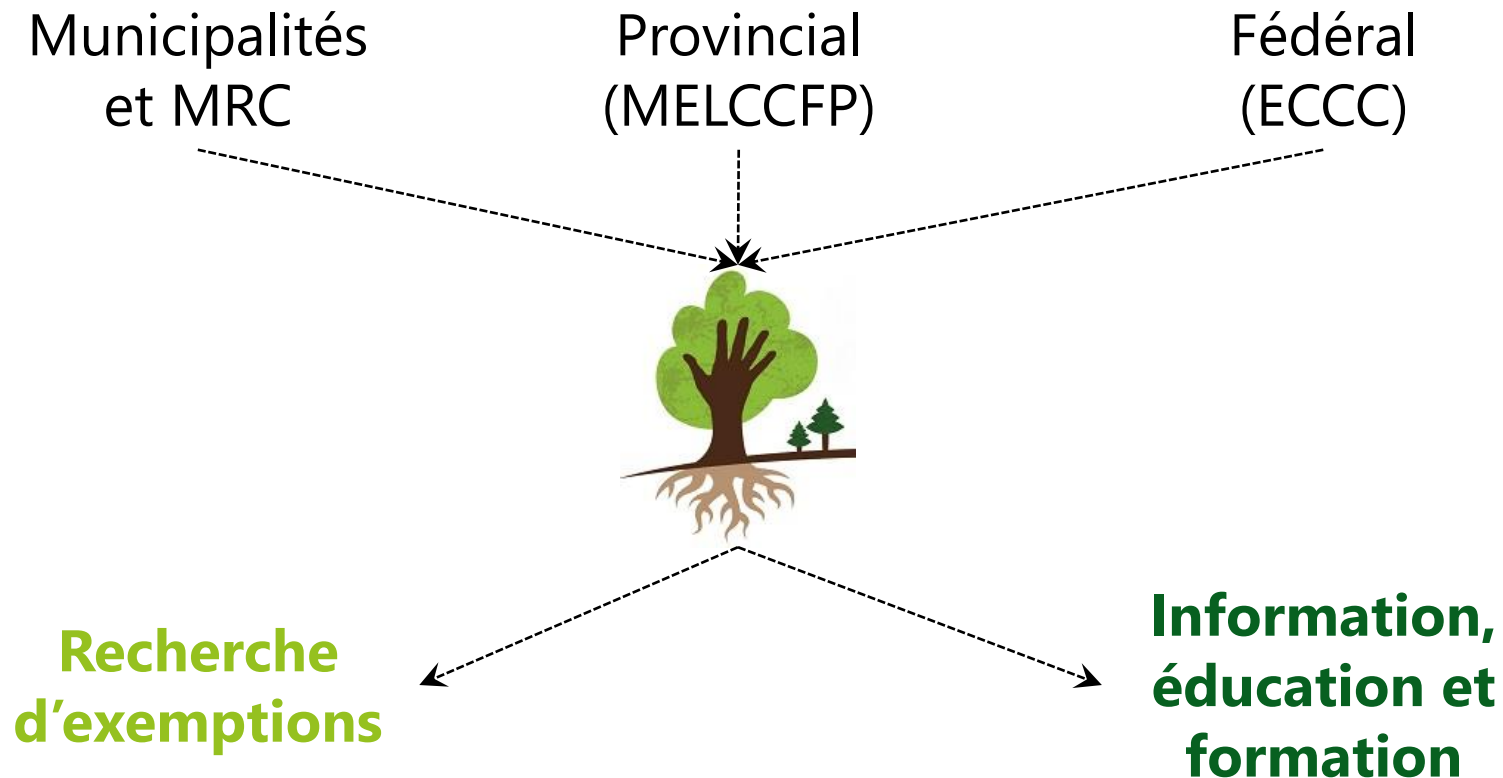 Municipalités
et MRC
Provincial
(MELCCFP)
Fédéral
(ECCC)
Recherche
d’exemptions
Information,
éducation et
formation